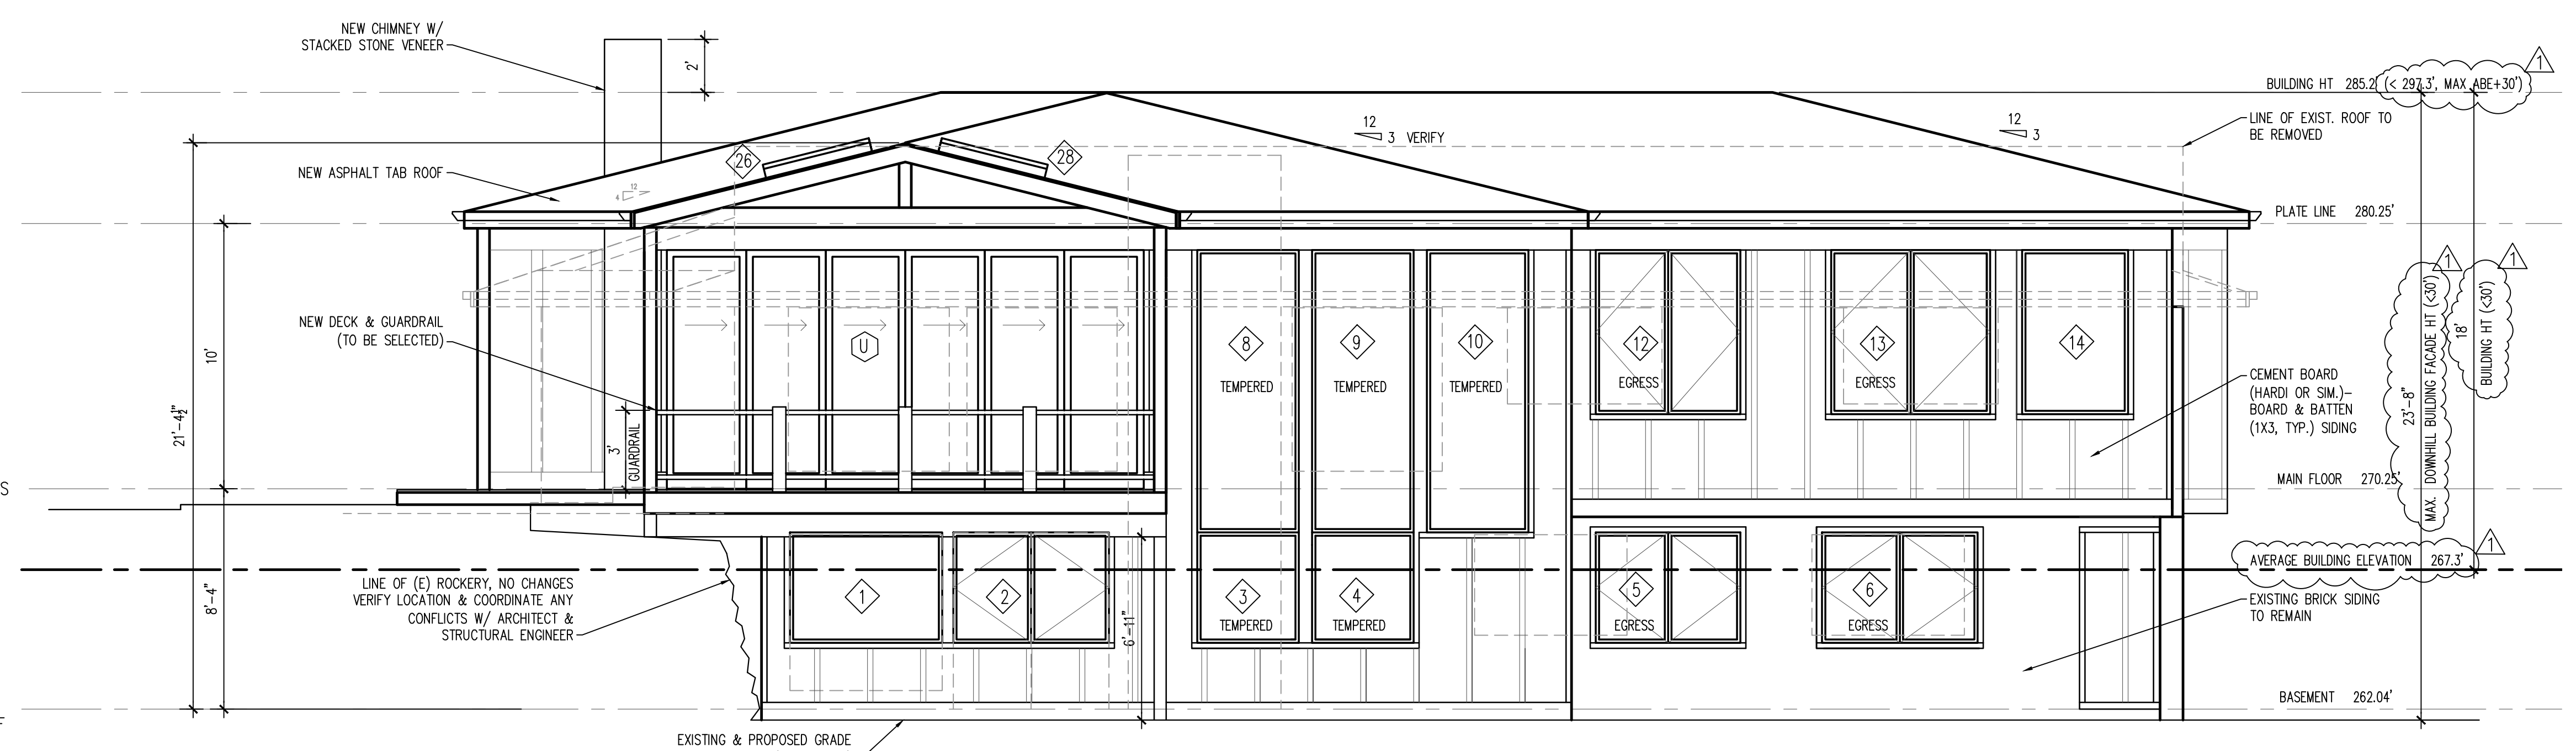 NEW CHIMNEY W/
STACKED STONE VENEER
2'
1
BUILDING HT 285.2' (< 297.3', MAX ABE+30')
LINE OF EXIST. ROOF TO
BE REMOVED
12
3 VERIFY
12
3
26
28
NEW ASPHALT TAB ROOF
12
4
PLATE LINE 280.25'
NEW DECK & GUARDRAIL
(TO BE SELECTED)
10'
21'-4½"
8'-4"
3'
GUARDRAIL
U
8
TEMPERED
9
TEMPERED
10
TEMPERED
12
EGRESS
13
EGRESS
14
CEMENT BOARD
(HARDI OR SIM.)-
BOARD & BATTEN
(1X3, TYP.) SIDING
1
1
23'-8"
MAX. DOWNHILL BUILDING FACADE HT (<30')
18'
BUILDING HT (<30')
S
MAIN FLOOR 270.25'
1
AVERAGE BUILDING ELEVATION 267.3'
LINE OF (E) ROCKERY, NO CHANGES
VERIFY LOCATION & COORDINATE ANY
CONFLICTS W/ ARCHITECT &
STRUCTURAL ENGINEER
1
2
6'-11"
3
TEMPERED
4
TEMPERED
5
EGRESS
6
EGRESS
EXISTING BRICK SIDING
TO REMAIN
BASEMENT 262.04'
EXISTING & PROPOSED GRADE